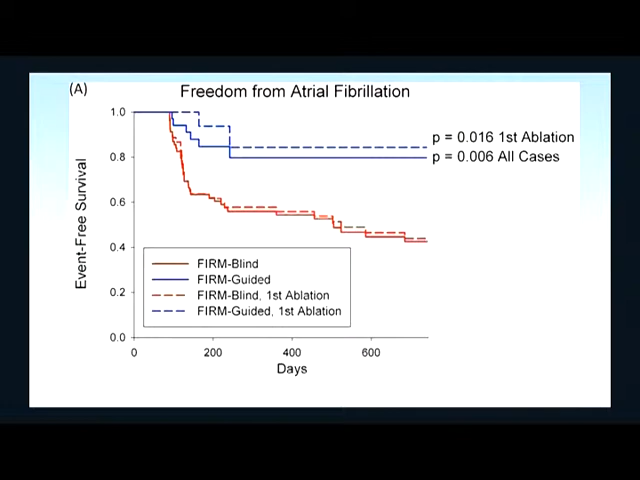 (A)
Freedom from Atrial Fibrillation
1.0
0.8
0.6
0.4
0.2
0.0
Event-Free Survival
p = 0.016 1st Ablation
p = 0.006 All Cases
FIRM-Blind
FIRM-Guided
FIRM-Blind, 1st Ablation
FIRM-Guided, 1st Ablation
0 200 400 600
Days